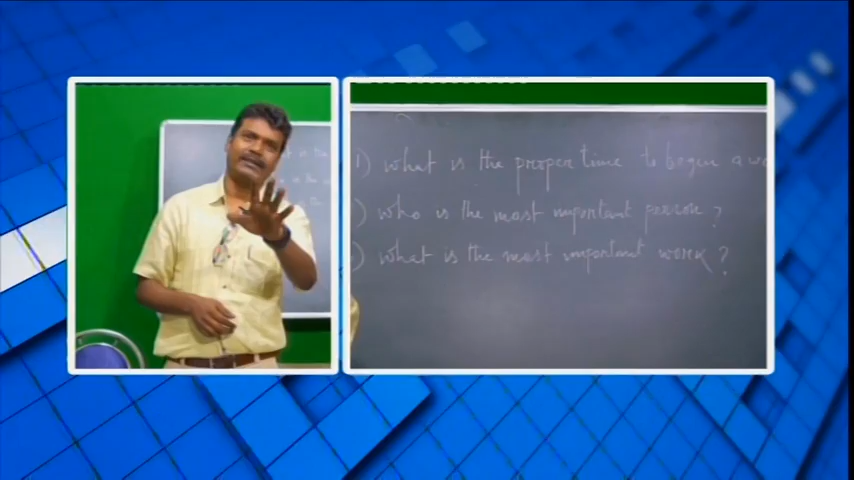 1) what is the proper time to begin a wo
) who is the most important person ?
) what is the most important work ?